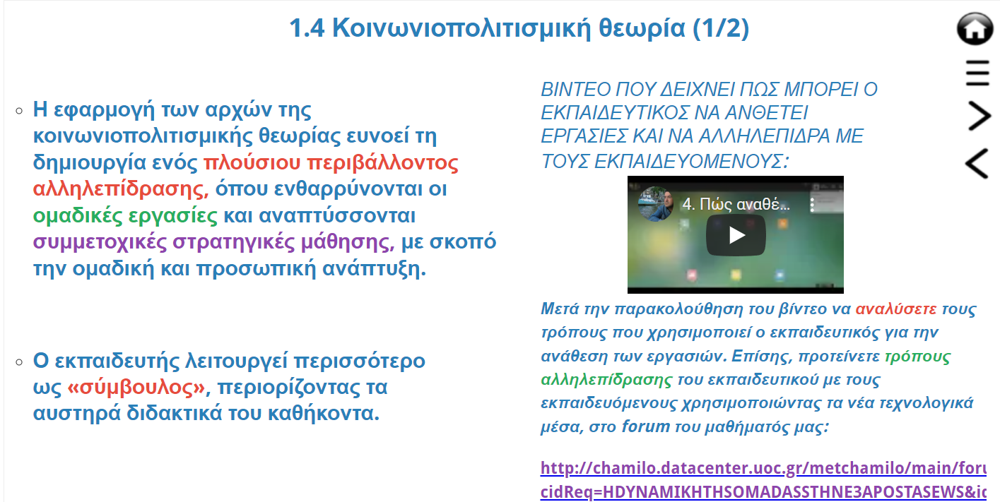 1.4 Κοινωνιοπολιτισμική θεωρία (1/2)
Η εφαρμογή των αρχών της
κοινωνιοπολιτισμικής θεωρίας ευνοεί τη
δημιουργία ενός πλούσιου περιβάλλοντος
αλληλεπίδρασης, όπου ενθαρρύνονται οι
ομαδικές εργασίες και αναπτύσσονται
συμμετοχικές στρατηγικές μάθησης, με σκοπό
την ομαδική και προσωπική ανάπτυξη.
Ο εκπαιδευτής λειτουργεί περισσότερο
ως «σύμβουλος», περιορίζοντας τα
αυστηρά διδακτικά του καθήκοντα.
ΒΙΝΤΕΟ ΠΟΥ ΔΕΙΧΝΕΙ ΠΩΣ ΜΠΟΡΕΙ Ο
ΕΚΠΑΙΔΕΥΤΙΚΟΣ ΝΑ ΑΝΘΕΤΕΙ
ΕΡΓΑΣΙΕΣ ΚΑΙ ΝΑ ΑΛΛΗΛΕΠΙΔΡΑ ΜΕ
ΤΟΥΣ ΕΚΠΑΙΔΕΥΟΜΕΝΟΥΣ:
4. Πώς αναθέ...
Μετά την παρακολούθηση του βίντεο να αναλύσετε τους
τρόπους που χρησιμοποιεί ο εκπαιδευτικός για την
ανάθεση των εργασιών. Επίσης, προτείνετε τρόπους
αλληλεπίδρασης του εκπαιδευτικού με τους
εκπαιδευόμενους χρησιμοποιώντας τα νέα τεχνολογικά
μέσα, στο forum του μαθήματός μας:
http://chamilo.datacenter.uoc.gr/metchamilo/main/foru
cidReq=HDYNAMIKHTHSOMADASSTHNE3APOSTASEWS&id